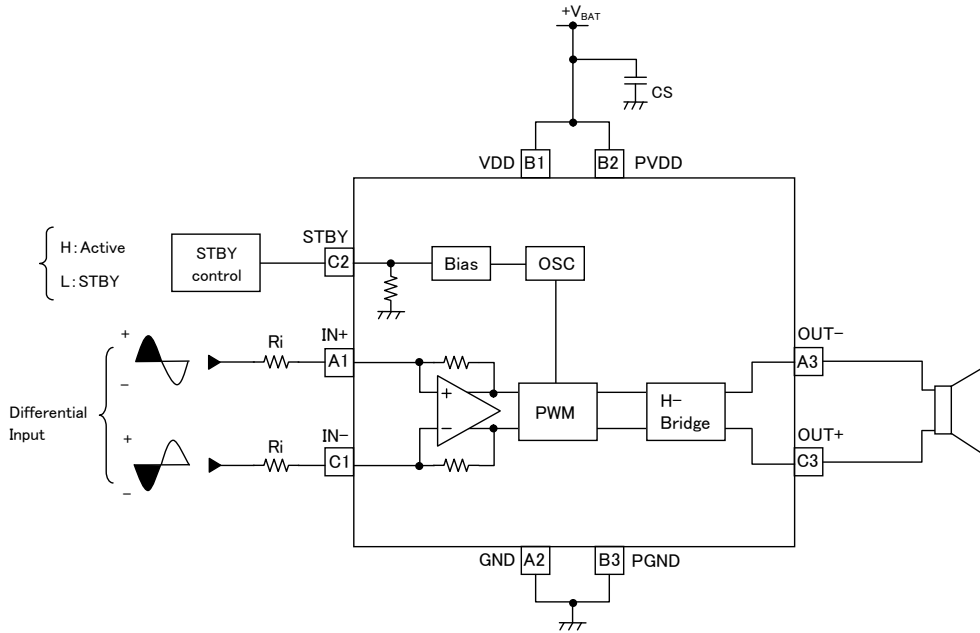 +VBAT
CS
VDD B1 B2 PVDD
STBY
H:Active
L:STBY
STBY
control
C2
Bias
OSC
IN+
OUT-
+
-
Ri
A1
A3
Differential
Input
+
-
PWM
H-
Bridge
IN-
OUT+
+
-
Ri
C1
C3
GND A2 B3 PGND